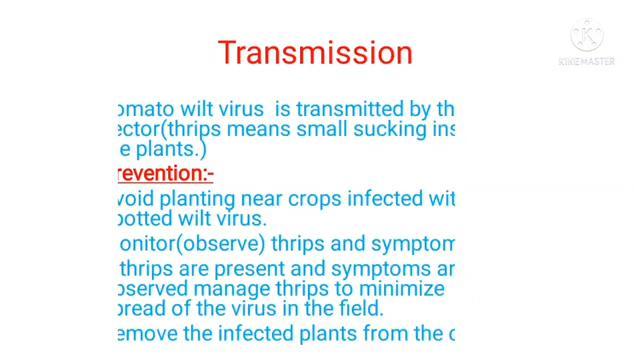 Transmission
KINEMASTER
omato wilt virus is transmitted by th
ector(thrips means small sucking ins
e plants.)
revention:-
void planting near crops infected wit
potted wilt virus.
onitor(observe) thrips and symptom
thrips are present and symptoms ar
bserved manage thrips to minimize
pread of the virus in the field.
emove the infected plants from the c